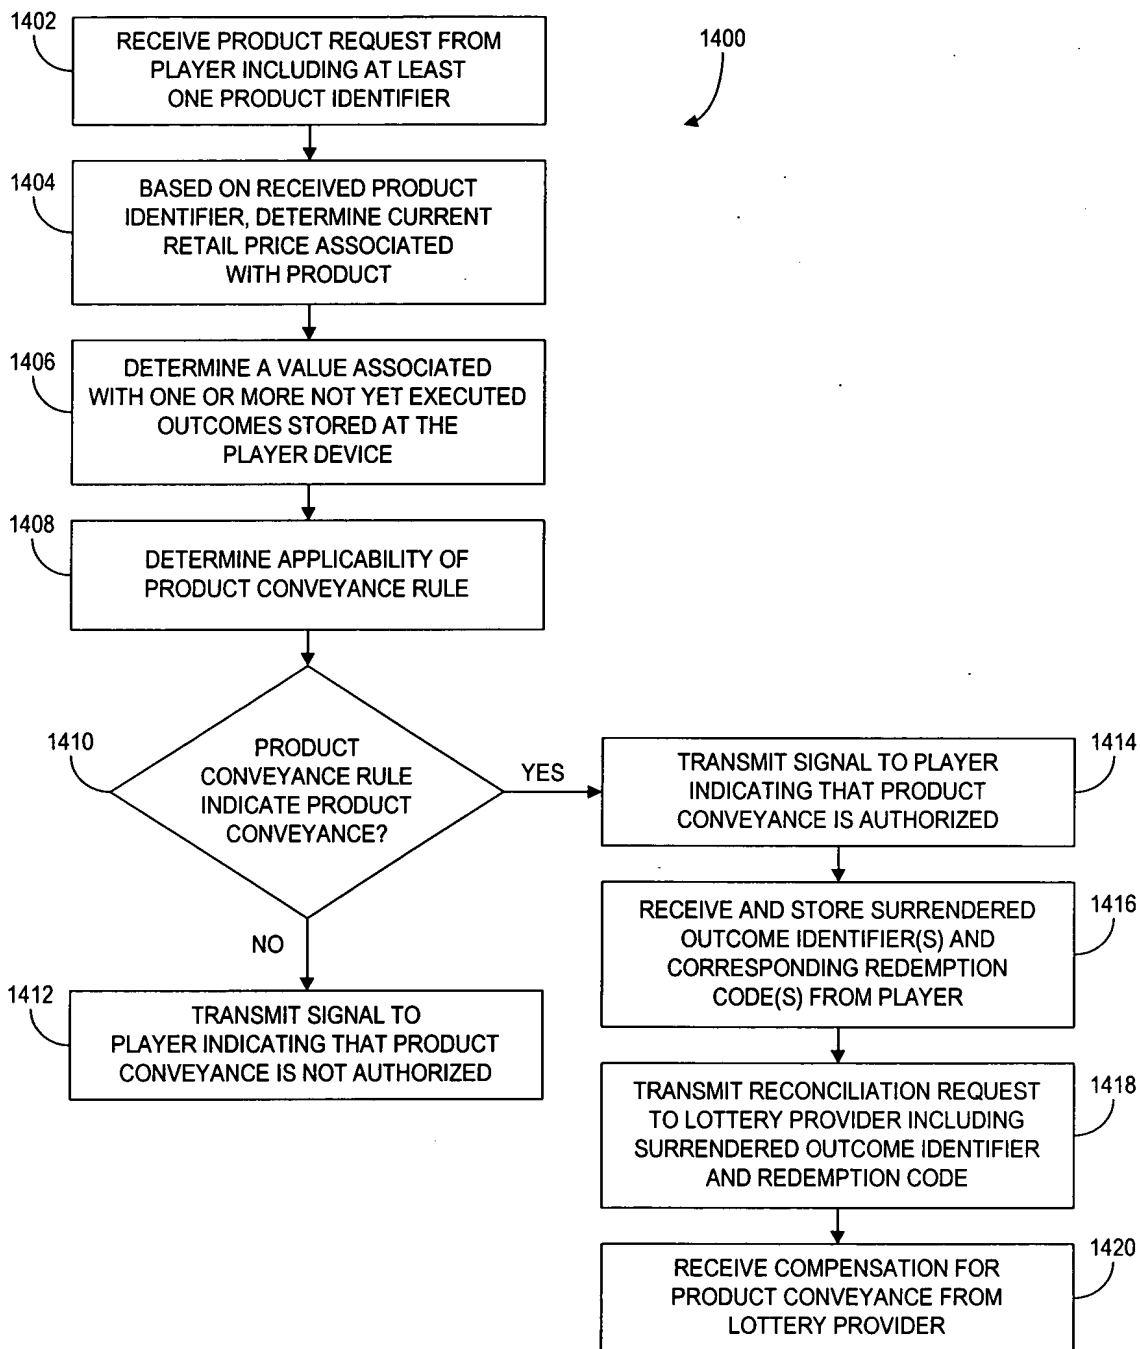 1402
RECEIVE PRODUCT REQUEST FROM
PLAYER INCLUDING AT LEAST
ONE PRODUCT IDENTIFIER
1400
1404
BASED ON RECEIVED PRODUCT
IDENTIFIER, DETERMINE CURRENT
RETAIL PRICE ASSOCIATED
WITH PRODUCT
1406
DETERMINE A VALUE ASSOCIATED
WITH ONE OR MORE NOT YET EXECUTED
OUTCOMES STORED AT THE
PLAYER DEVICE
1408
DETERMINE APPLICABILITY OF
PRODUCT CONVEYANCE RULE
1410
PRODUCT
CONVEYANCE RULE
INDICATE PRODUCT
CONVEYANCE?
YES
NO
1412
TRANSMIT SIGNAL TO
PLAYER INDICATING THAT PRODUCT
CONVEYANCE IS NOT AUTHORIZED
TRANSMIT SIGNAL TO PLAYER
INDICATING THAT PRODUCT
CONVEYANCE IS AUTHORIZED
1414
RECEIVE AND STORE SURRENDERED
OUTCOME IDENTIFIER(S) AND
CORRESPONDING REDEMPTION
CODE(S) FROM PLAYER
1416
TRANSMIT RECONCILIATION REQUEST
TO LOTTERY PROVIDER INCLUDING
SURRENDERED OUTCOME IDENTIFIER
AND REDEMPTION CODE
1418
RECEIVE COMPENSATION FOR
PRODUCT CONVEYANCE FROM
LOTTERY PROVIDER
1420